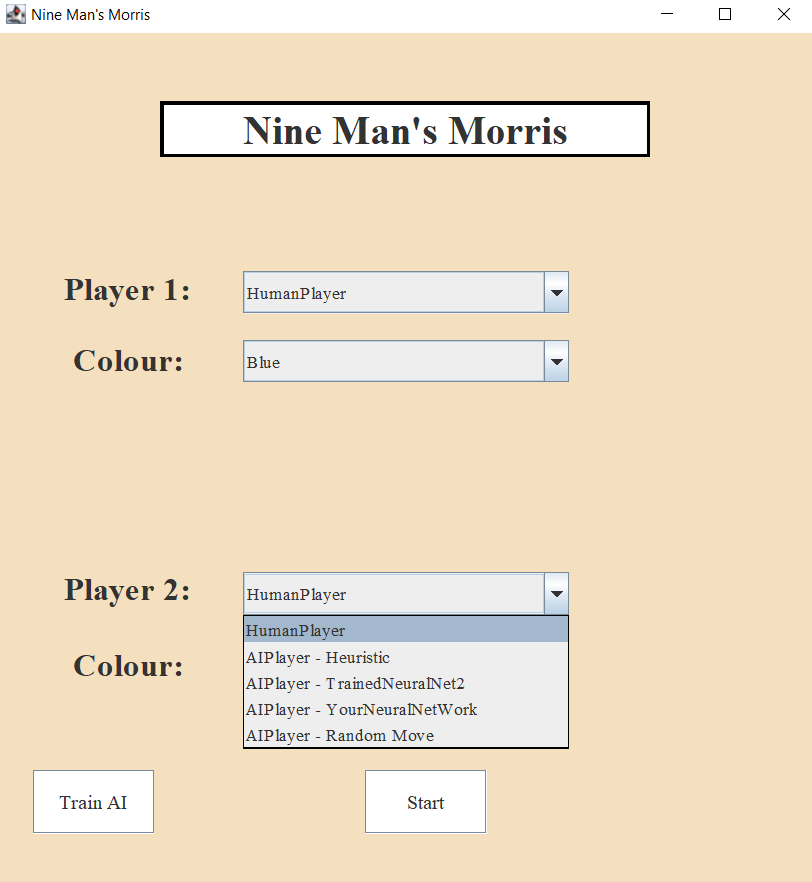 Nine Man's Morris
Nine Man's Morris
Player 1:
HumanPlayer
Colour:
Blue
Player 2:
HumanPlayer
HumanPlayer
AIPlayer - Heuristic
Colour:
AIPlayer - TrainedNeuralNet2
AIPlayer - YourNeuralNetWork
AIPlayer - Random Move
Train AI
Start